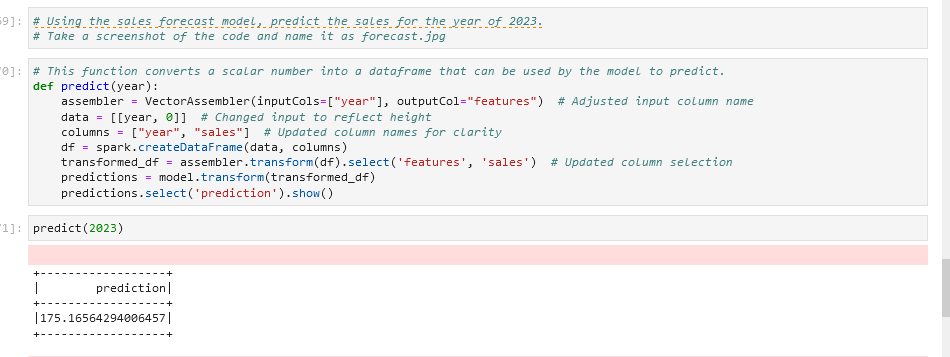 9]:
# Using the sales forecast model, predict the sales for the year of 2023.
# Take a screenshot of the code and name it as forecast.jpg
0]:
# This function converts a scalar number into a dataframe that can be used by the model to predict.
def predict(year):
    assembler = VectorAssembler(inputCols=["year"], outputCol="features")  # Adjusted input column name
    data = [[year, 0]]  # Changed input to reflect height
    columns = ["year", "sales"]  # Updated column names for clarity
    df = spark.createDataFrame(data, columns)
    transformed_df = assembler.transform(df).select('features', 'sales')  # Updated column selection
    predictions = model.transform(transformed_df)
    predictions.select('prediction').show()
1]:
predict(2023)
+------------------+
|        prediction|
+------------------+
|175.16564294006457|
+------------------+